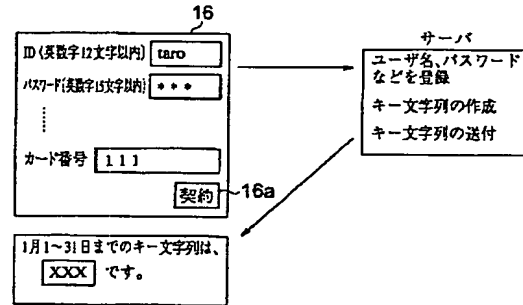 16
ID(英数字12文字以内) taro
パスワード(英数字15文字以内) * * *
カード番号 1 1 1
契約
16a
サーバ
ユーザ名、パスワード
などを登録
キー文字列の作成
キー文字列の送付
1月1~31日までのキー文字列は、
XXX です。